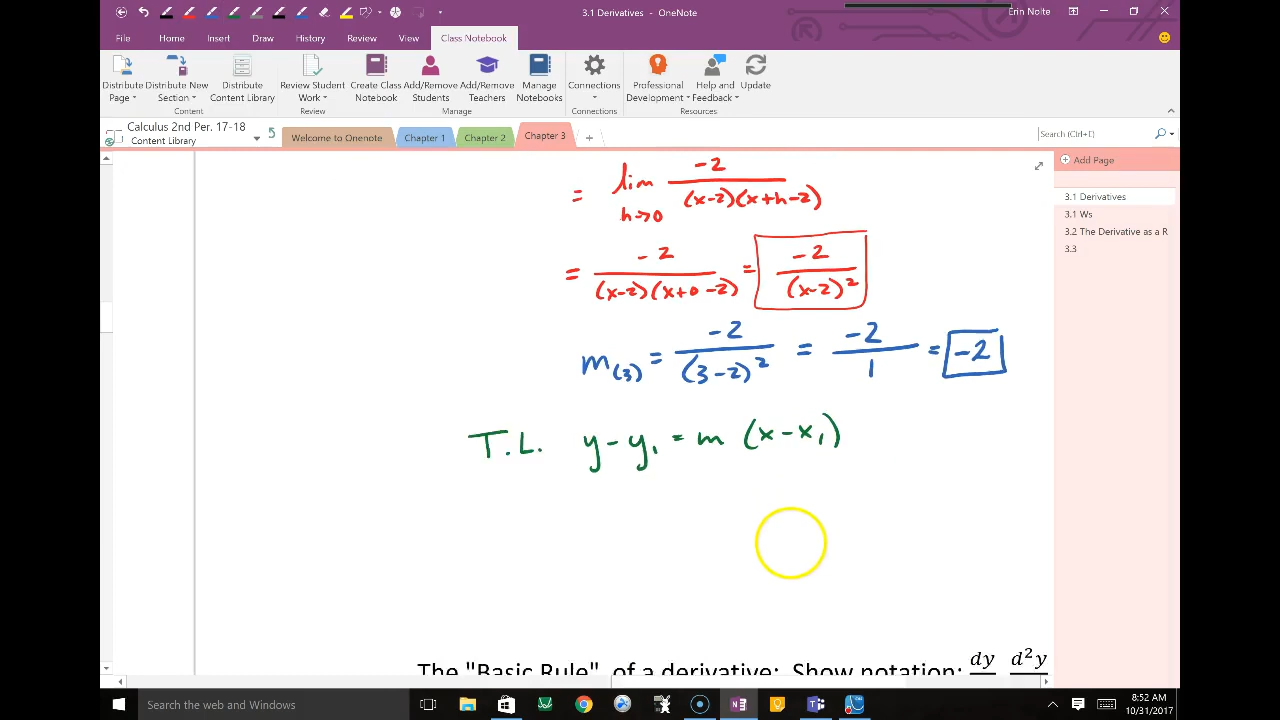 3.1 Derivatives - OneNote
Erin Nolte
File Home Insert Draw History Review View Class Notebook
Distribute Page Distribute New Section Distribute Content Library Review Student Work Create Class Notebook Add/Remove Students Add/Remove Teachers Manage Notebooks Connections Professional Development Help and Feedback Update
Content Review Manage Connections Resources
Calculus 2nd Per. 17-18
Content Library
Welcome to Onenote Chapter 1 Chapter 2 Chapter 3 +
Search (Ctrl+E)
Add Page
3.1 Derivatives
3.1 Ws
3.2 The Derivative as a R
3.3
= lim h→0 -2/((x-2)(x+h-2))
= -2/((x-2)(x+0-2)) = -2/(x-2)²
m(3) = -2/(3-2)² = -2/1 = -2
T.L. y - y₁ = m (x - x₁)
The "Basic Rule" of a derivative: Show notation: dy d²y
Search the web and Windows
8:52 AM
10/31/2017